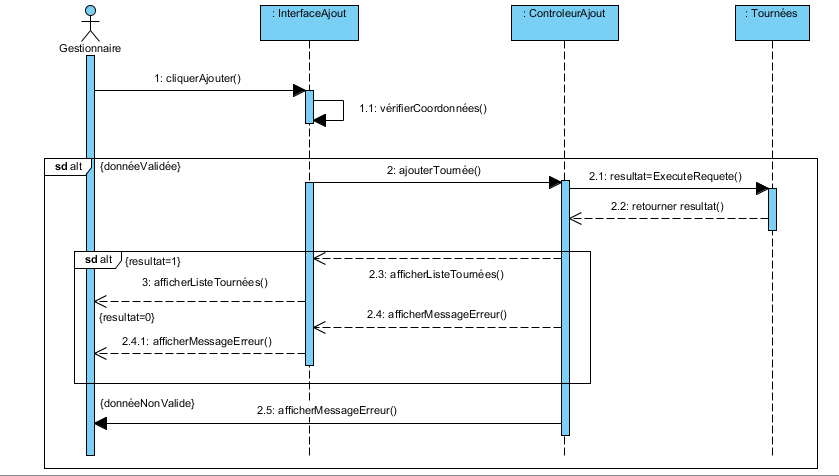 : InterfaceAjout
: ControleurAjout
: Tournées
Gestionnaire
1: cliquerAjouter()
1.1: vérifierCoordonnées()
sd alt
{donnéeValidée}
2: ajouterTournée()
2.1: resultat=ExecuteRequete()
2.2: retourner resultat()
sd alt
{resultat=1}
2.3: afficherListeTournées()
3: afficherListeTournées()
{resultat=0}
2.4: afficherMessageErreur()
2.4.1: afficherMessageErreur()
{donnéeNonValide}
2.5: afficherMessageErreur()